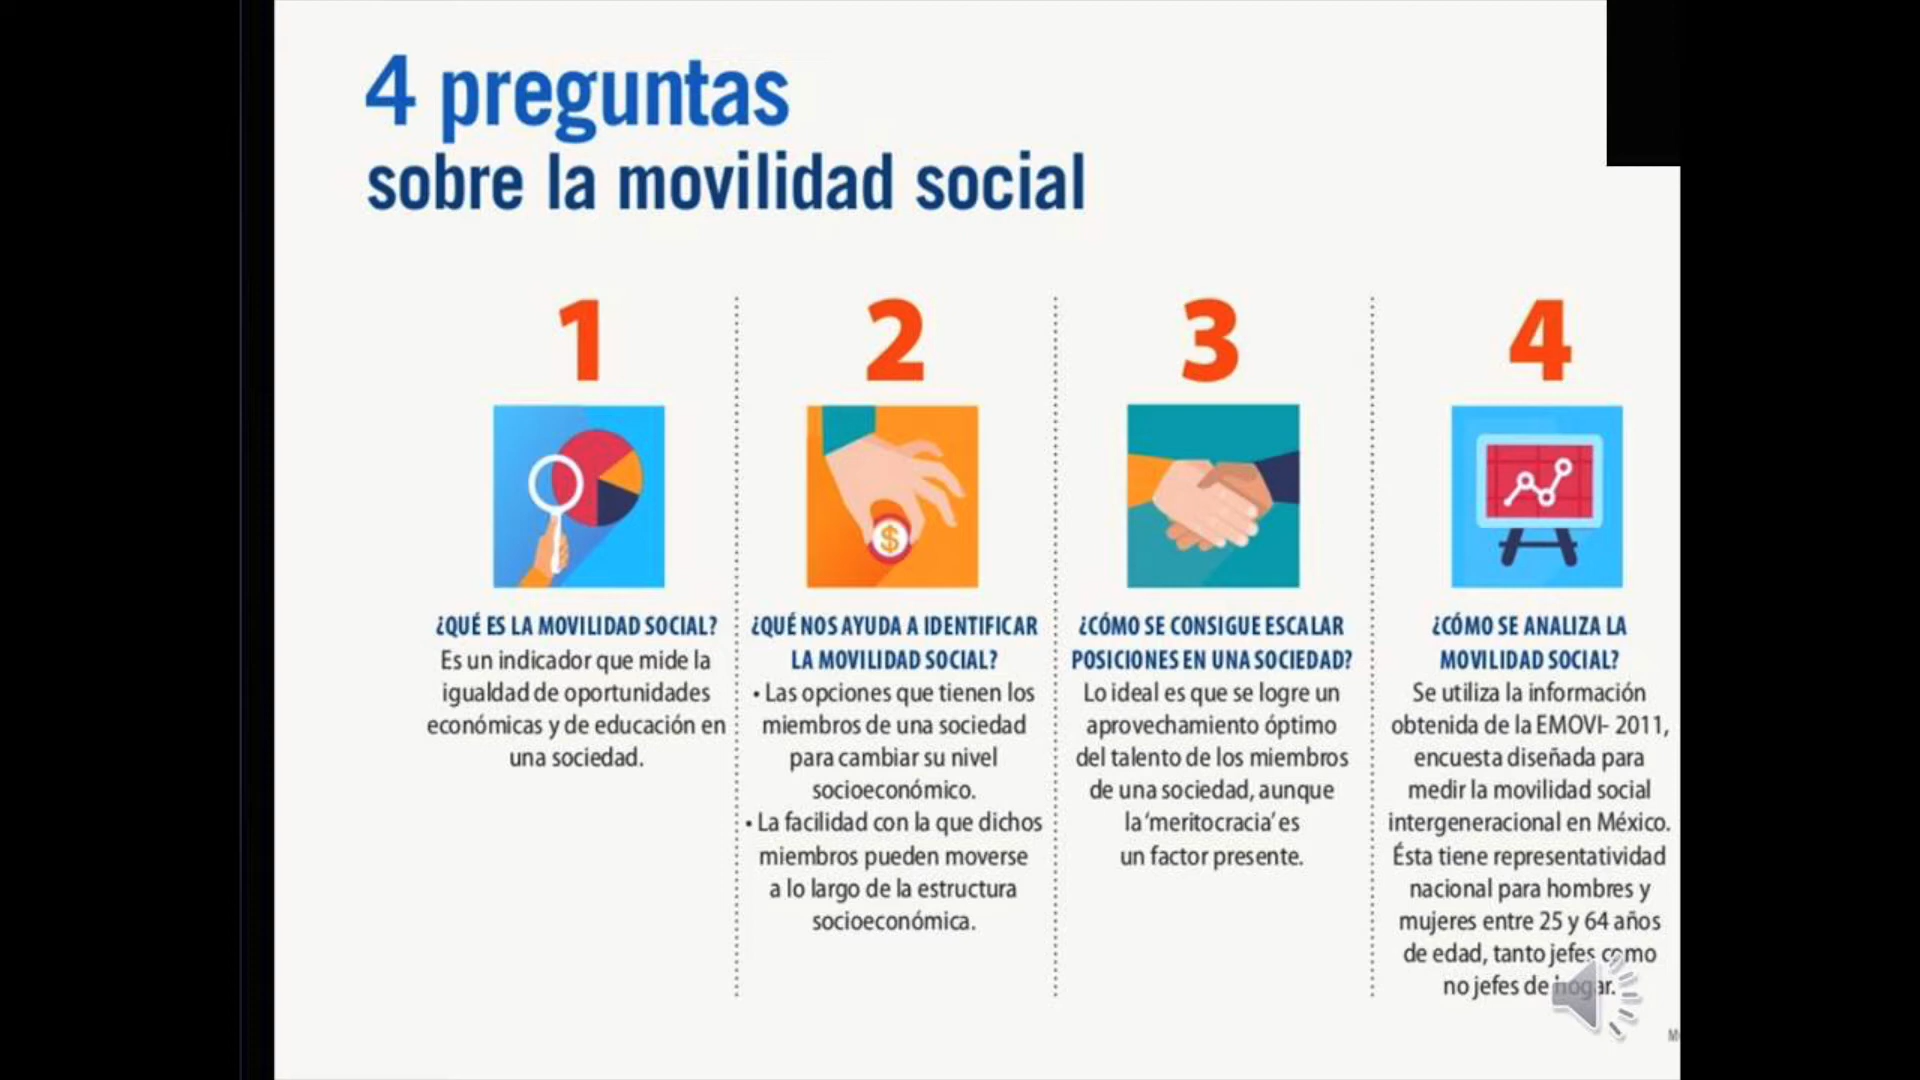 4 preguntas
sobre la movilidad social
1
¿QUÉ ES LA MOVILIDAD SOCIAL?
Es un indicador que mide la
igualdad de oportunidades
económicas y de educación en
una sociedad.
2
$
¿QUÉ NOS AYUDA A IDENTIFICAR
LA MOVILIDAD SOCIAL?
• Las opciones que tienen los
miembros de una sociedad
para cambiar su nivel
socioeconómico.
• La facilidad con la que dichos
miembros pueden moverse
a lo largo de la estructura
socioeconómica.
3
¿CÓMO SE CONSIGUE ESCALAR
POSICIONES EN UNA SOCIEDAD?
Lo ideal es que se logre un
aprovechamiento óptimo
del talento de los miembros
de una sociedad, aunque
la 'meritocracia' es
un factor presente.
4
¿CÓMO SE ANALIZA LA
MOVILIDAD SOCIAL?
Se utiliza la información
obtenida de la EMOVI- 2011,
encuesta diseñada para
medir la movilidad social
intergeneracional en México.
Ésta tiene representatividad
nacional para hombres y
mujeres entre 25 y 64 años
de edad, tanto jefes como
no jefes de hogar.